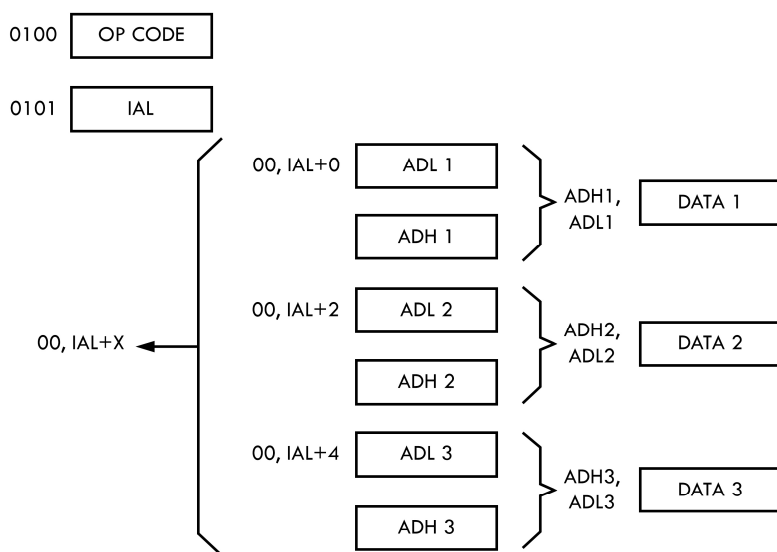 0100 OP CODE
0101 IAL
00, IAL+0 ADL 1
ADH 1
ADH1,
ADL1
DATA 1
00, IAL+2 ADL 2
ADH 2
ADH2,
ADL2
DATA 2
00, IAL+X
00, IAL+4 ADL 3
ADH 3
ADH3,
ADL3
DATA 3